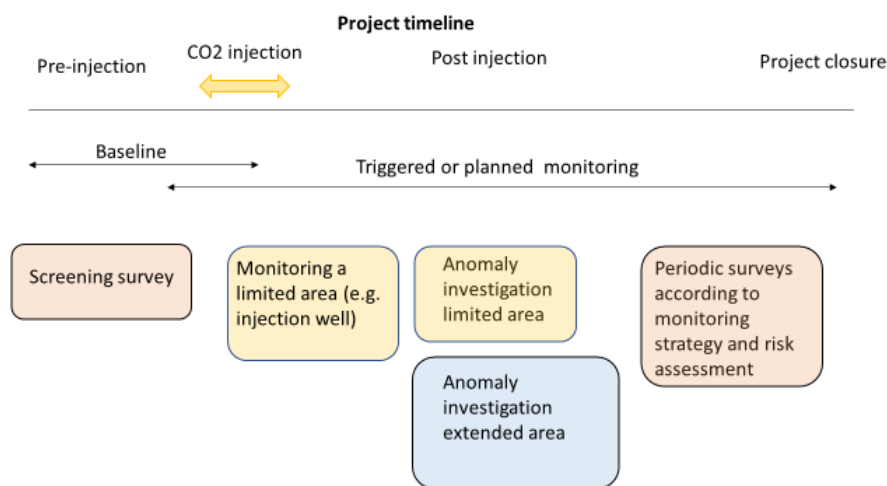 Project timeline
Pre-injection
CO2 injection
Post injection
Project closure
Baseline
Triggered or planned monitoring
Screening survey
Monitoring a
limited area (e.g.
injection well)
Anomaly
investigation
limited area
Anomaly
investigation
extended area
Periodic surveys
according to
monitoring
strategy and risk
assessment